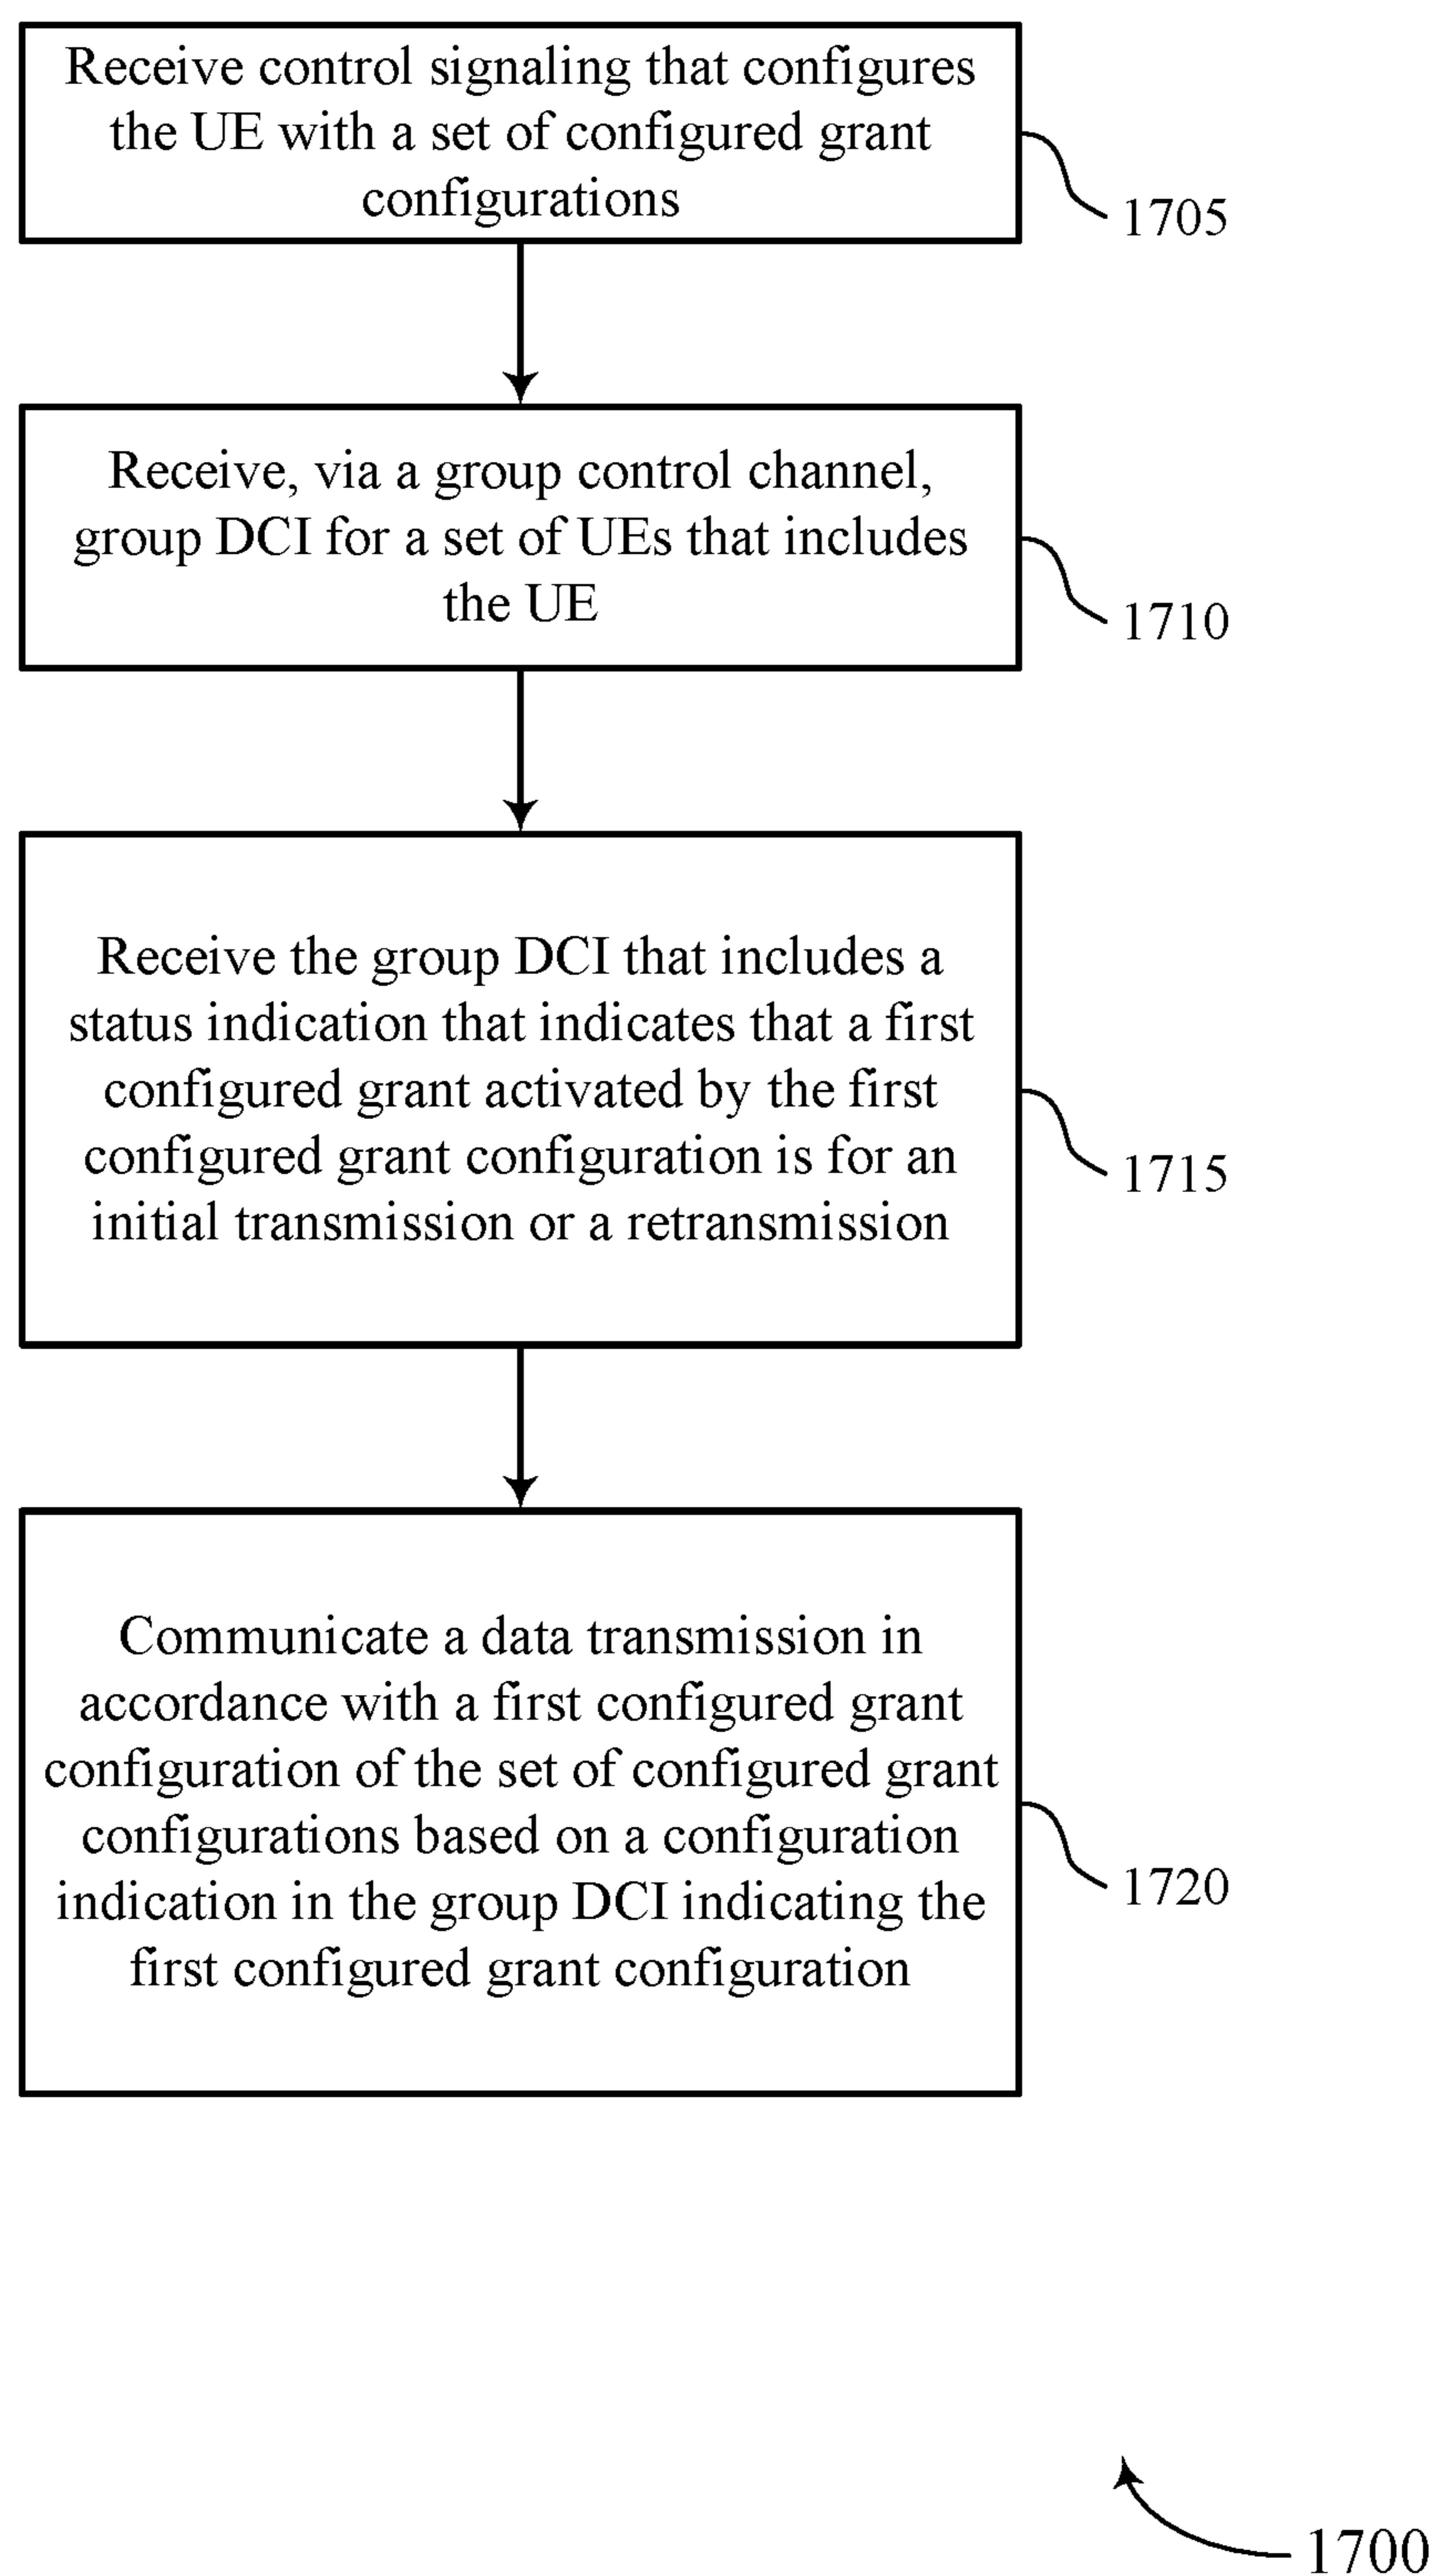 Receive control signaling that configures
the UE with a set of configured grant
configurations
1705
Receive, via a group control channel,
group DCI for a set of UEs that includes
the UE
1710
Receive the group DCI that includes a
status indication that indicates that a first
configured grant activated by the first
configured grant configuration is for an
initial transmission or a retransmission
1715
Communicate a data transmission in
accordance with a first configured grant
configuration of the set of configured grant
configurations based on a configuration
indication in the group DCI indicating the
first configured grant configuration
1720
1700